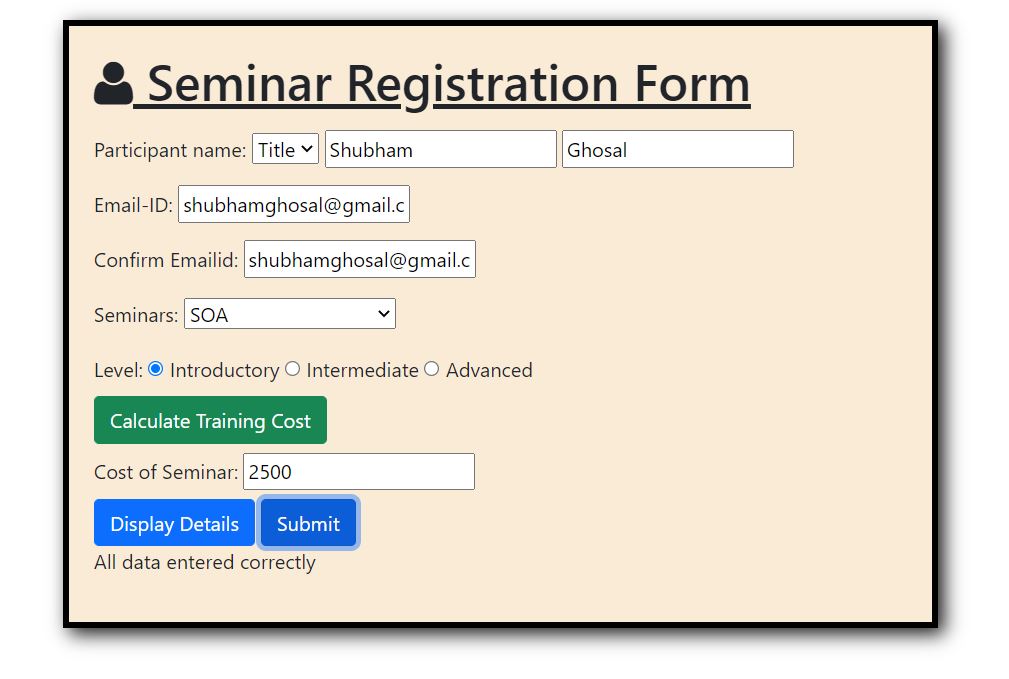 Seminar Registration Form
Participant name: Title Shubham Ghosal
Email-ID: shubhamghosal@gmail.c
Confirm Emailid: shubhamghosal@gmail.c
Seminars: SOA
Level: Introductory Intermediate Advanced
Calculate Training Cost
Cost of Seminar: 2500
Display Details Submit
All data entered correctly